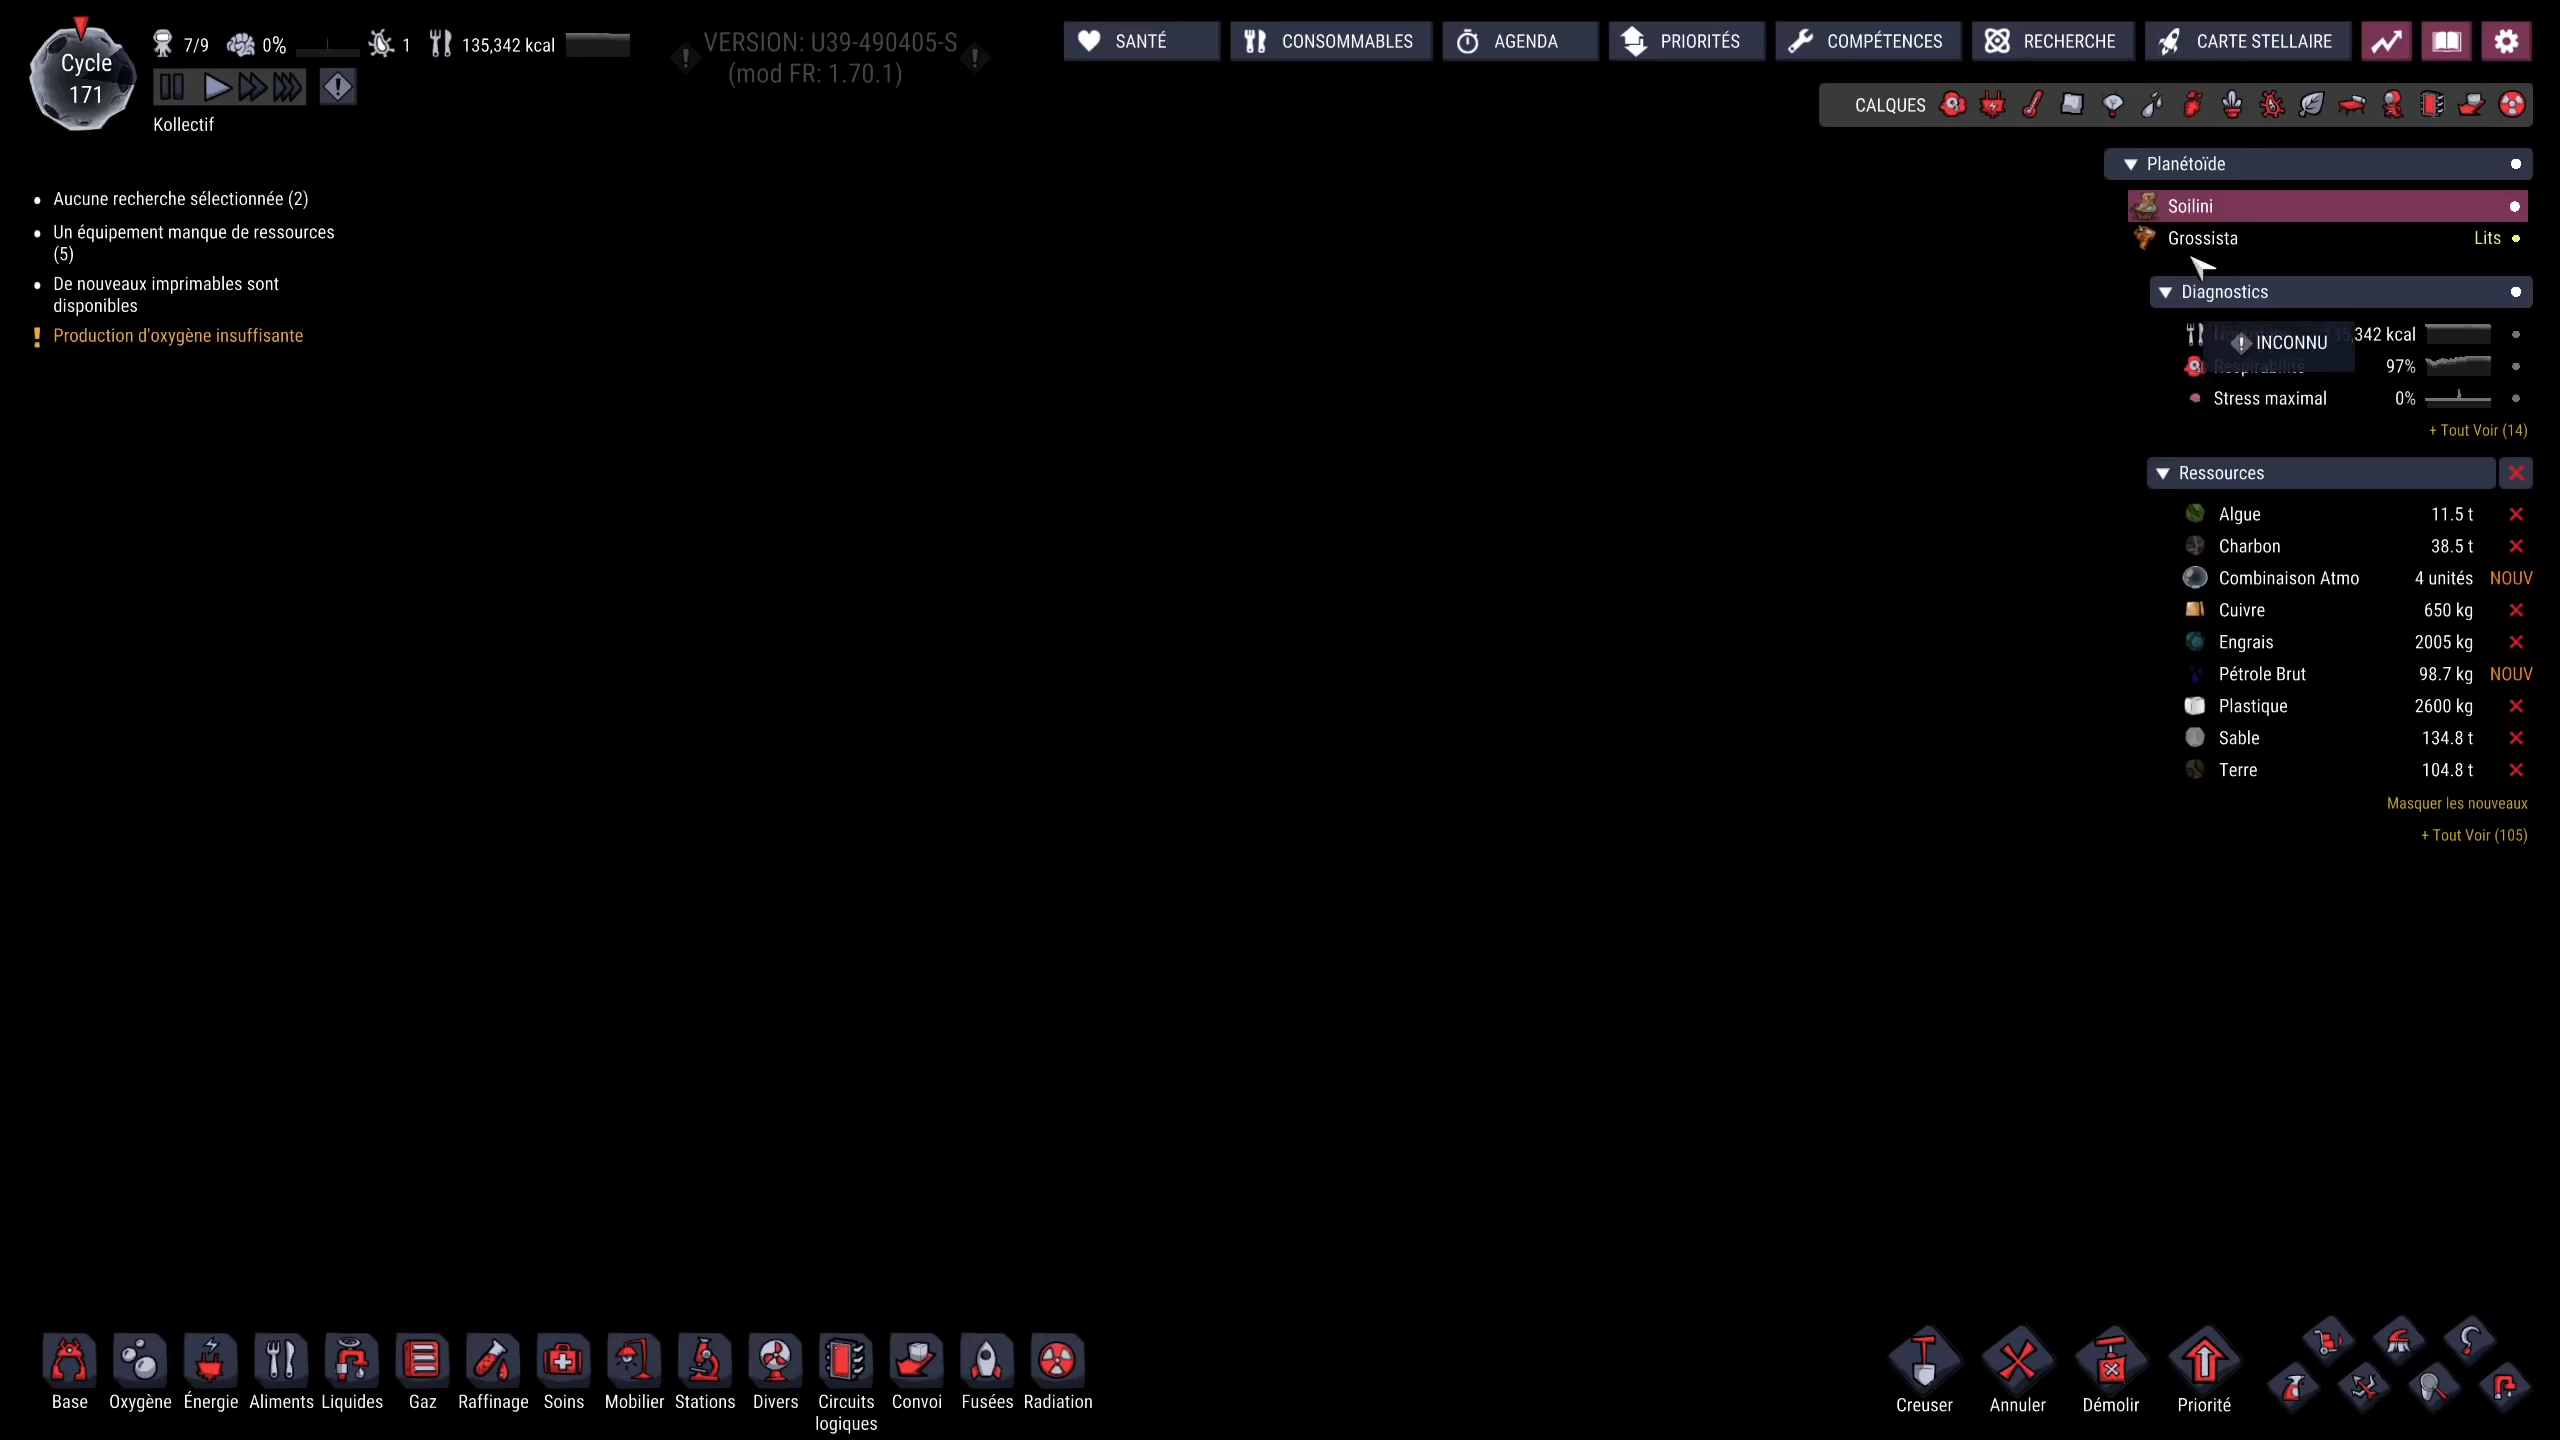 Cycle
171
7/9
0%
1
135,342 kcal
Kollectif
VERSION: U39-490405-S
(mod FR: 1.70.1)
SANTÉ
CONSOMMABLES
AGENDA
PRIORITÉS
COMPÉTENCES
RECHERCHE
CARTE STELLAIRE
CALQUES
Aucune recherche sélectionnée (2)
Un équipement manque de ressources
(5)
De nouveaux imprimables sont
disponibles
Production d'oxygène insuffisante
Planétoïde
Soilini
Grossista Lits
Diagnostics
,342 kcal
INCONNU
Respirabilité 97%
Stress maximal 0%
+ Tout Voir (14)
Ressources
Algue 11.5 t
Charbon 38.5 t
Combinaison Atmo 4 unités NOUV
Cuivre 650 kg
Engrais 2005 kg
Pétrole Brut 98.7 kg NOUV
Plastique 2600 kg
Sable 134.8 t
Terre 104.8 t
Masquer les nouveaux
+ Tout Voir (105)
Base
Oxygène
Énergie
Aliments
Liquides
Gaz
Raffinage
Soins
Mobilier
Stations
Divers
Circuits
logiques
Convoi
Fusées
Radiation
Creuser
Annuler
Démolir
Priorité